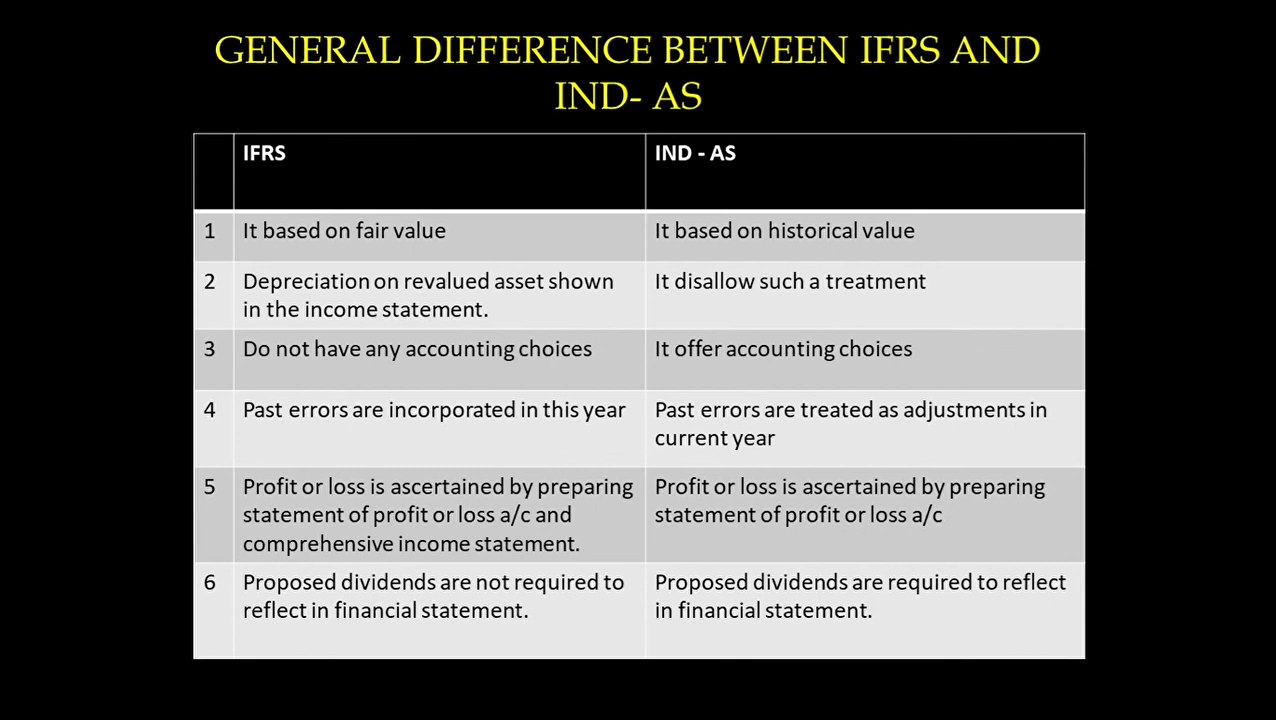 GENERAL DIFFERENCE BETWEEN IFRS AND
IND- AS
IFRS
IND - AS
1
It based on fair value
It based on historical value
2
Depreciation on revalued asset shown
in the income statement.
It disallow such a treatment
3
Do not have any accounting choices
It offer accounting choices
4
Past errors are incorporated in this year
Past errors are treated as adjustments in
current year
5
Profit or loss is ascertained by preparing
statement of profit or loss a/c and
comprehensive income statement.
Profit or loss is ascertained by preparing
statement of profit or loss a/c
6
Proposed dividends are not required to
reflect in financial statement.
Proposed dividends are required to reflect
in financial statement.